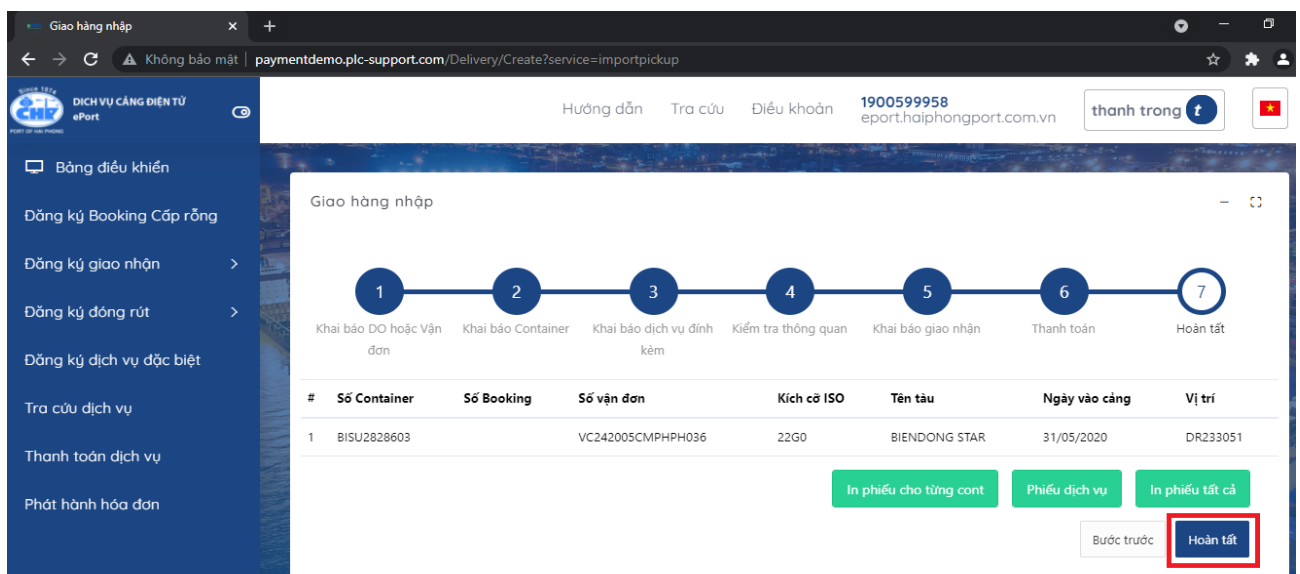 Giao hàng nhập
Không bảo mật | paymentdemo.plc-support.com/Delivery/Create?service=importpickup
Since 1874
CHP
PORT OF HAI PHONG
DỊCH VỤ CẢNG ĐIỆN TỬ
ePort
Hướng dẫn Tra cứu Điều khoản
1900599958
eport.haiphongport.com.vn
thanh trong t
Bảng điều khiển
Đăng ký Booking Cấp rỗng
Đăng ký giao nhận
Đăng ký đóng rút
Đăng ký dịch vụ đặc biệt
Tra cứu dịch vụ
Thanh toán dịch vụ
Phát hành hóa đơn
Giao hàng nhập
1 2 3 4 5 6 7
Khai báo DO hoặc Vận Khai báo Container Khai báo dịch vụ đính Kiểm tra thông quan Khai báo giao nhận Thanh toán Hoàn tất
đơn kèm
# Số Container Số Booking Số vận đơn Kích cỡ ISO Tên tàu Ngày vào cảng Vị trí
1 BISU2828603 VC242005CMPHPH036 22G0 BIENDONG STAR 31/05/2020 DR233051
In phiếu cho từng cont Phiếu dịch vụ In phiếu tất cả
Bước trước Hoàn tất